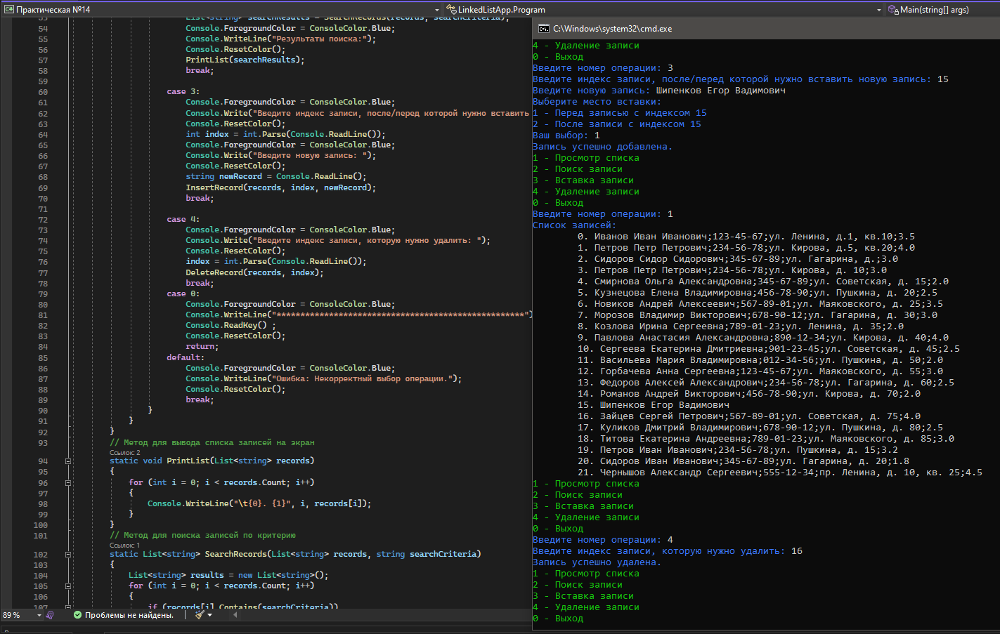 Практическая №14
LinkedListApp.Program
Main(string[] args)
53 List<string> searchResults = SearchRecords(records, searchCriteria);
54 Console.ForegroundColor = ConsoleColor.Blue;
55 Console.WriteLine("Результаты поиска:");
56 Console.ResetColor();
57 PrintList(searchResults);
58 break;
59
60 case 3:
61 Console.ForegroundColor = ConsoleColor.Blue;
62 Console.Write("Введите индекс записи, после/перед которой нужно вставить
63 Console.ResetColor();
64 int index = int.Parse(Console.ReadLine());
65 Console.ForegroundColor = ConsoleColor.Blue;
66 Console.Write("Введите новую запись: ");
67 Console.ResetColor();
68 string newRecord = Console.ReadLine();
69 InsertRecord(records, index, newRecord);
70 break;
71
72 case 4:
73 Console.ForegroundColor = ConsoleColor.Blue;
74 Console.Write("Введите индекс записи, которую нужно удалить: ");
75 Console.ResetColor();
76 index = int.Parse(Console.ReadLine());
77 DeleteRecord(records, index);
78 break;
79 case 0:
80 Console.ForegroundColor = ConsoleColor.Blue;
81 Console.WriteLine("****************************************************")
82 Console.ReadKey() ;
83 Console.ResetColor();
84 return;
85 default:
86 Console.ForegroundColor = ConsoleColor.Blue;
87 Console.WriteLine("Ошибка: Некорректный выбор операции.");
88 Console.ResetColor();
89 break;
90 }
91 }
92 }
93 // Метод для вывода списка записей на экран
Ссылок: 2
94 static void PrintList(List<string> records)
95 {
96 for (int i = 0; i < records.Count; i++)
97 {
98 Console.WriteLine("\t{0}. {1}", i, records[i]);
99 }
100 }
101 // Метод для поиска записей по критерию
Ссылок: 1
102 static List<string> SearchRecords(List<string> records, string searchCriteria)
103 {
104 List<string> results = new List<string>();
105 for (int i = 0; i < records.Count; i++)
106 {
107 if (records[i].Contains(searchCriteria))
89 %
Проблемы не найдены.
C:\Windows\system32\cmd.exe
4 - Удаление записи
0 - Выход
Введите номер операции: 3
Введите индекс записи, после/перед которой нужно вставить новую запись: 15
Введите новую запись: Шипенков Егор Вадимович
Выберите место вставки:
1 - Перед записью с индексом 15
2 - После записи с индексом 15
Ваш выбор: 1
Запись успешно добавлена.
1 - Просмотр списка
2 - Поиск записи
3 - Вставка записи
4 - Удаление записи
0 - Выход
Введите номер операции: 1
Список записей:
0. Иванов Иван Иванович;123-45-67;ул. Ленина, д.1, кв.10;3.5
1. Петров Петр Петрович;234-56-78;ул. Кирова, д.5, кв.20;4.0
2. Сидоров Сидор Сидорович;345-67-89;ул. Гагарина, д.;3.0
3. Петров Петр Петрович;234-56-78;ул. Кирова, д. 10;3.0
4. Смирнова Ольга Александровна;345-67-89;ул. Советская, д. 15;2.0
5. Кузнецова Елена Владимировна;456-78-90;ул. Пушкина, д. 20;2.5
6. Новиков Андрей Алексеевич;567-89-01;ул. Маяковского, д. 25;3.5
7. Морозов Владимир Викторович;678-90-12;ул. Гагарина, д. 30;3.0
8. Козлова Ирина Сергеевна;789-01-23;ул. Ленина, д. 35;2.0
9. Павлова Анастасия Александровна;890-12-34;ул. Кирова, д. 40;4.0
10. Сергеева Екатерина Дмитриевна;901-23-45;ул. Советская, д. 45;2.5
11. Васильева Мария Владимировна;012-34-56;ул. Пушкина, д. 50;2.0
12. Горбачева Анна Сергеевна;123-45-67;ул. Маяковского, д. 55;3.0
13. Федоров Алексей Александрович;234-56-78;ул. Гагарина, д. 60;2.5
14. Романов Андрей Викторович;456-78-90;ул. Кирова, д. 70;2.0
15. Шипенков Егор Вадимович
16. Зайцев Сергей Петрович;567-89-01;ул. Советская, д. 75;4.0
17. Куликов Дмитрий Владимирович;678-90-12;ул. Пушкина, д. 80;2.5
18. Титова Екатерина Андреевна;789-01-23;ул. Маяковского, д. 85;3.0
19. Петров Иван Иванович;234-56-78;ул. Пушкина, д. 15;3.2
20. Сидоров Иван Иванович;345-67-89;ул. Гагарина, д. 20;1.8
21. Чернышов Александр Сергеевич;555-12-34;пр. Ленина, д. 10, кв. 25;4.5
1 - Просмотр списка
2 - Поиск записи
3 - Вставка записи
4 - Удаление записи
0 - Выход
Введите номер операции: 4
Введите индекс записи, которую нужно удалить: 16
Запись успешно удалена.
1 - Просмотр списка
2 - Поиск записи
3 - Вставка записи
4 - Удаление записи
0 - Выход